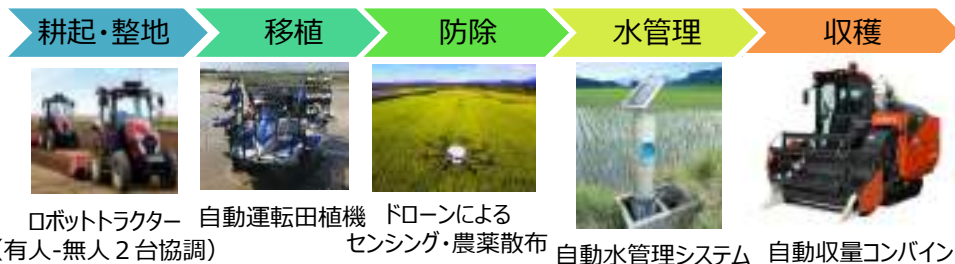 耕起・整地
移植
防除
水管理
収穫
ロボットトラクター
(有人-無人２台協調)
自動運転田植機
ドローンによる
センシング・農薬散布
自動水管理システム
自動収量コンバイン